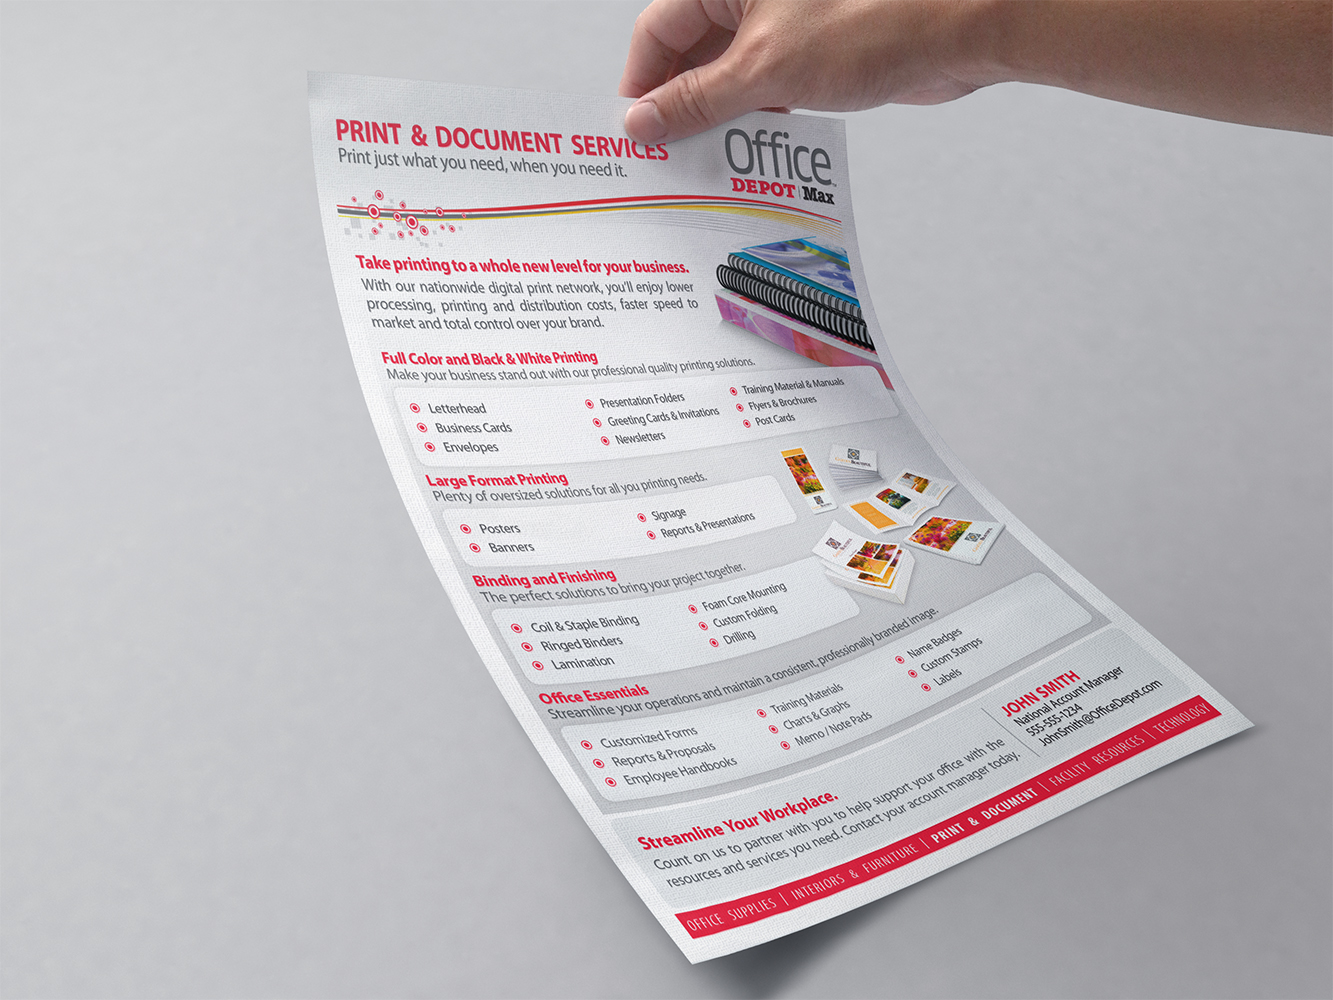 PRINT & DOCUMENT SERVICES
Print just what you need, when you need it.
Office
DEPOT | Max
Take printing to a whole new level for your business.
With our nationwide digital print network, you'll enjoy lower
processing, printing and distribution costs, faster speed to
market and total control over your brand.
Full Color and Black & White Printing
Make your business stand out with our professional quality printing solutions.
Letterhead
Business Cards
Envelopes
Presentation Folders
Greeting Cards & Invitations
Newsletters
Training Material & Manuals
Flyers & Brochures
Post Cards
Large Format Printing
Plenty of oversized solutions for all you printing needs.
Posters
Banners
Signage
Reports & Presentations
Binding and Finishing
The perfect solutions to bring your project together.
Coil & Staple Binding
Ringed Binders
Lamination
Foam Core Mounting
Custom Folding
Drilling
Office Essentials
Streamline your operations and maintain a consistent, professionally branded image.
Customized Forms
Reports & Proposals
Employee Handbooks
Training Materials
Charts & Graphs
Memo / Note Pads
Name Badges
Custom Stamps
Labels
Streamline Your Workplace.
Count on us to partner with you to help support your office with the
resources and services you need. Contact your account manager today.
JOHN SMITH
National Account Manager
555-555-1234
JohnSmith@OfficeDepot.com
OFFICE SUPPLIES | INTERIORS & FURNITURE | PRINT & DOCUMENT | FACILITY RESOURCES | TECHNOLOGY